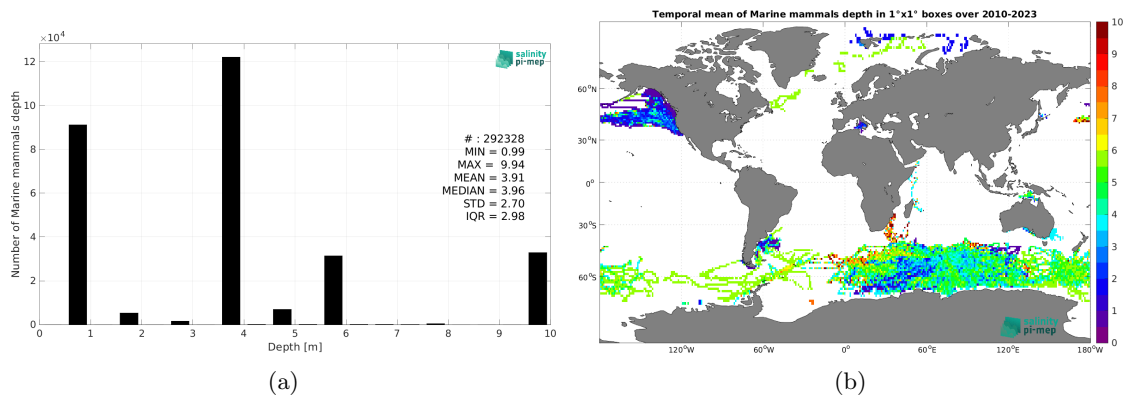 ×10⁴
12
10
8
6
4
2
0
Number of Marine mammals depth
0 1 2 3 4 5 6 7 8 9 10
Depth [m]
salinity
pi-mep
# : 292328
MIN = 0.99
MAX = 9.94
MEAN = 3.91
MEDIAN = 3.96
STD = 2.70
IQR = 2.98
(a)
Temporal mean of Marine mammals depth in 1°x1° boxes over 2010-2023
60°N
30°N
0°
30°S
60°S
120°W 60°W 0° 60°E 120°E 180°W
salinity
pi-mep
10
9
8
7
6
5
4
3
2
1
0
(b)